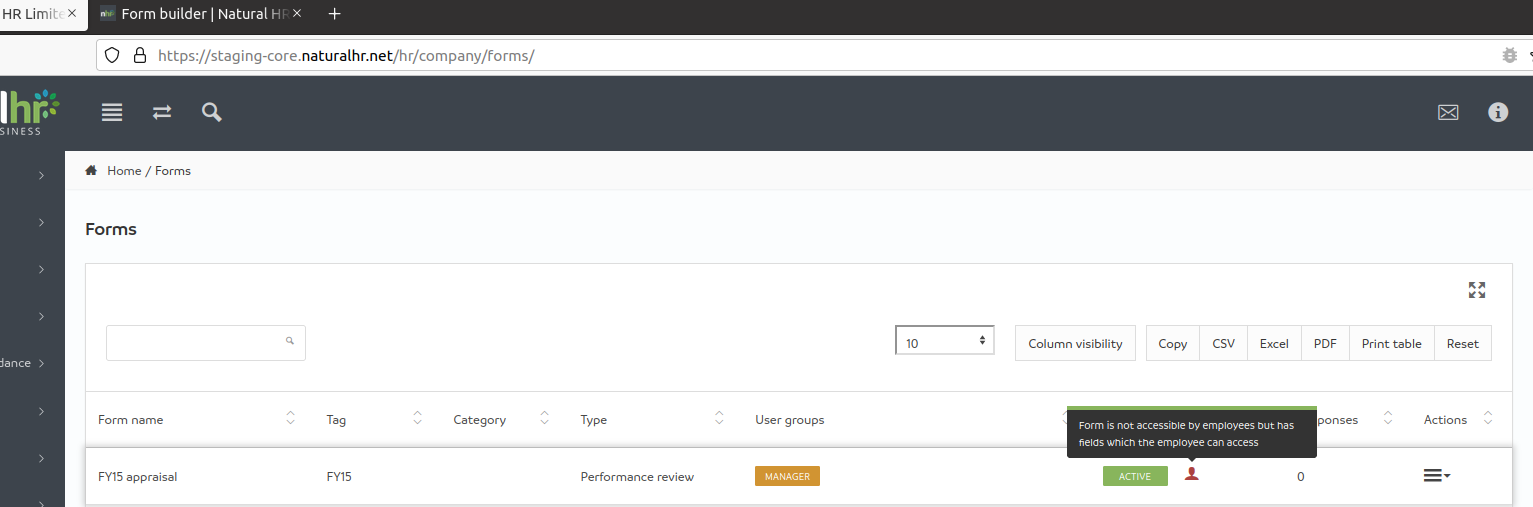 HR Limite
Form builder | Natural HR
https://staging-core.naturalhr.net/hr/company/forms/
lhr
SINESS
Home / Forms
Forms
10
Column visibility
Copy
CSV
Excel
PDF
Print table
Reset
dance
Form name
Tag
Category
Type
User groups
ponses
Actions
Form is not accessible by employees but has
fields which the employee can access
FY15 appraisal
FY15
Performance review
MANAGER
ACTIVE
0